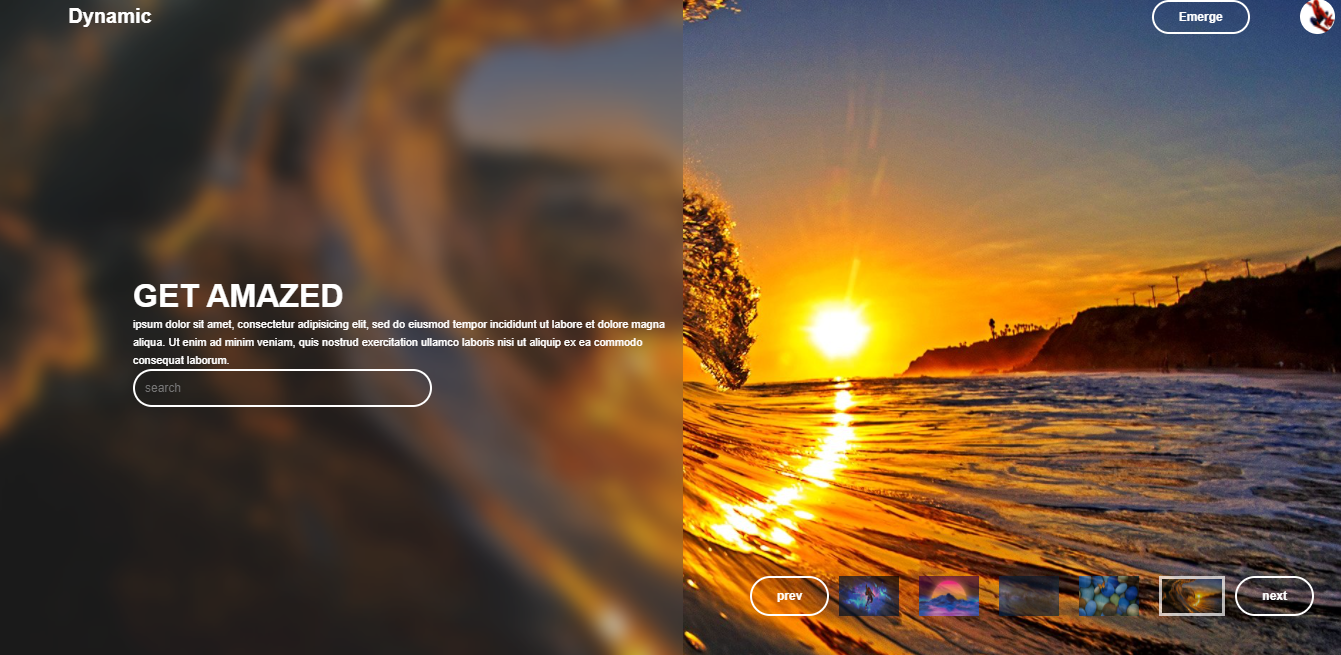 Dynamic
Emerge
GET AMAZED
ipsum dolor sit amet, consectetur adipisicing elit, sed do eiusmod tempor incididunt ut labore et dolore magna
aliqua. Ut enim ad minim veniam, quis nostrud exercitation ullamco laboris nisi ut aliquip ex ea commodo
consequat laborum.
search
prev
next